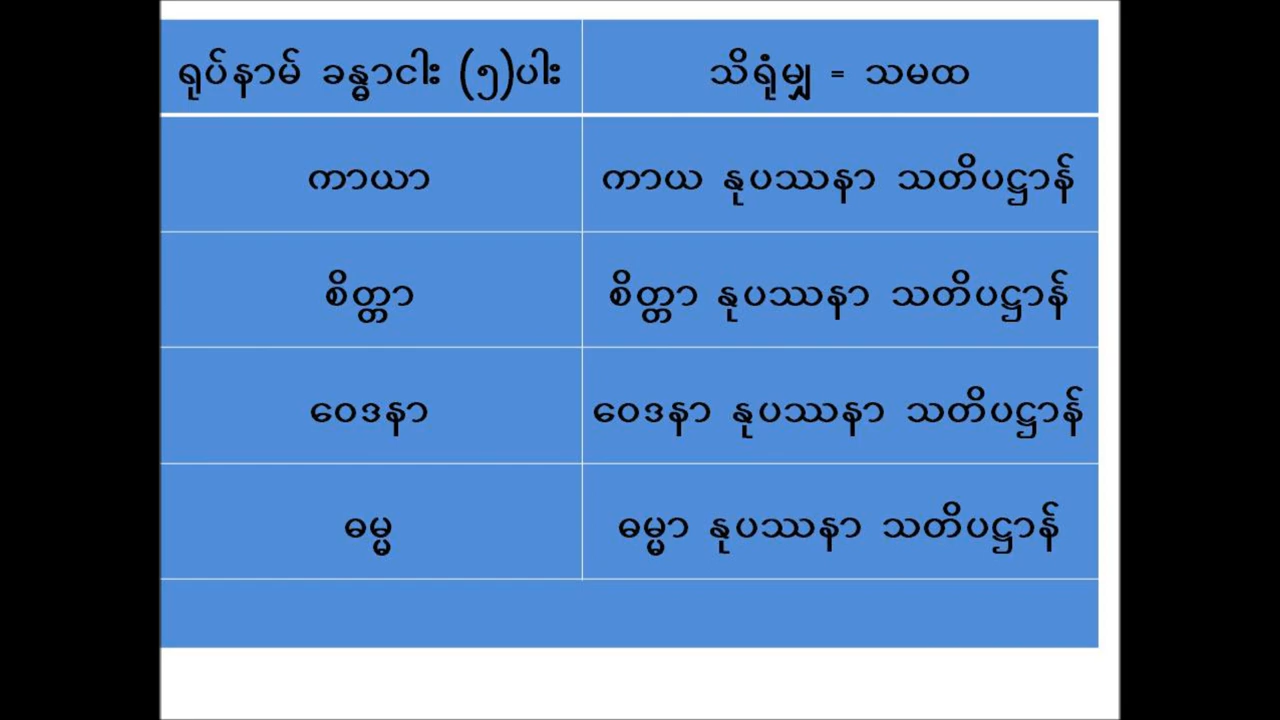 ရုပ်နာမ် ခန္ဓာငါး (၅)ပါး သိရုံမျှ = သမထ
ကာယာ ကာယ နုပဿနာ သတိပဋ္ဌာန်
စိတ္တာ စိတ္တာ နုပဿနာ သတိပဋ္ဌာန်
ဝေဒနာ ဝေဒနာ နုပဿနာ သတိပဋ္ဌာန်
ဓမ္မ ဓမ္မာ နုပဿနာ သတိပဋ္ဌာန်